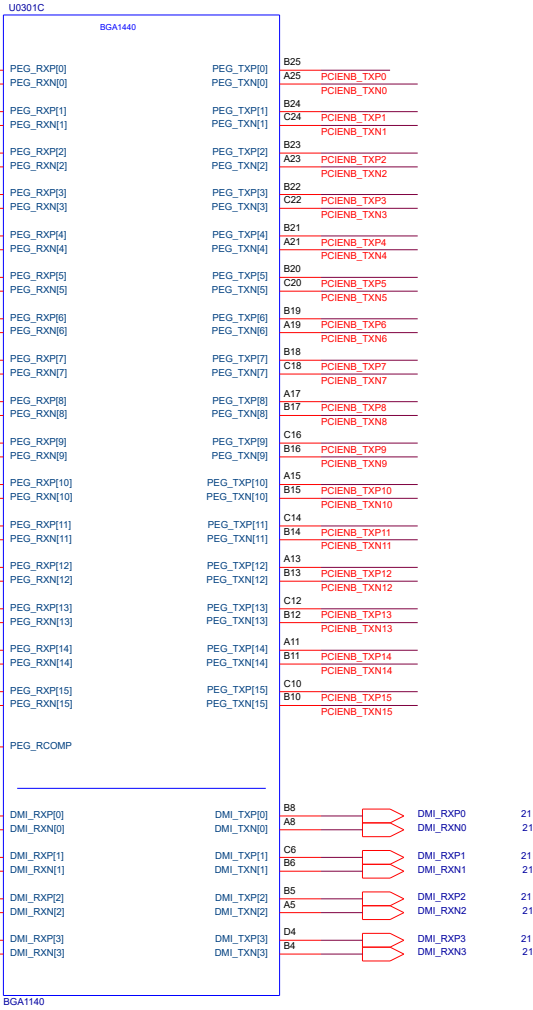 U0301C
BGA1440
B25
PEG_RXP[0] PEG_TXP[0]
A25 PCIENB_TXP0
PEG_RXN[0] PEG_TXN[0]
PCIENB_TXN0
B24
PEG_RXP[1] PEG_TXP[1]
C24 PCIENB_TXP1
PEG_RXN[1] PEG_TXN[1]
PCIENB_TXN1
B23
PEG_RXP[2] PEG_TXP[2]
A23 PCIENB_TXP2
PEG_RXN[2] PEG_TXN[2]
PCIENB_TXN2
B22
PEG_RXP[3] PEG_TXP[3]
C22 PCIENB_TXP3
PEG_RXN[3] PEG_TXN[3]
PCIENB_TXN3
B21
PEG_RXP[4] PEG_TXP[4]
A21 PCIENB_TXP4
PEG_RXN[4] PEG_TXN[4]
PCIENB_TXN4
B20
PEG_RXP[5] PEG_TXP[5]
C20 PCIENB_TXP5
PEG_RXN[5] PEG_TXN[5]
PCIENB_TXN5
B19
PEG_RXP[6] PEG_TXP[6]
A19 PCIENB_TXP6
PEG_RXN[6] PEG_TXN[6]
PCIENB_TXN6
B18
PEG_RXP[7] PEG_TXP[7]
C18 PCIENB_TXP7
PEG_RXN[7] PEG_TXN[7]
PCIENB_TXN7
A17
PEG_RXP[8] PEG_TXP[8]
B17 PCIENB_TXP8
PEG_RXN[8] PEG_TXN[8]
PCIENB_TXN8
C16
PEG_RXP[9] PEG_TXP[9]
B16 PCIENB_TXP9
PEG_RXN[9] PEG_TXN[9]
PCIENB_TXN9
A15
PEG_RXP[10] PEG_TXP[10]
B15 PCIENB_TXP10
PEG_RXN[10] PEG_TXN[10]
PCIENB_TXN10
C14
PEG_RXP[11] PEG_TXP[11]
B14 PCIENB_TXP11
PEG_RXN[11] PEG_TXN[11]
PCIENB_TXN11
A13
PEG_RXP[12] PEG_TXP[12]
B13 PCIENB_TXP12
PEG_RXN[12] PEG_TXN[12]
PCIENB_TXN12
C12
PEG_RXP[13] PEG_TXP[13]
B12 PCIENB_TXP13
PEG_RXN[13] PEG_TXN[13]
PCIENB_TXN13
A11
PEG_RXP[14] PEG_TXP[14]
B11 PCIENB_TXP14
PEG_RXN[14] PEG_TXN[14]
PCIENB_TXN14
C10
PEG_RXP[15] PEG_TXP[15]
B10 PCIENB_TXP15
PEG_RXN[15] PEG_TXN[15]
PCIENB_TXN15
PEG_RCOMP
DMI_RXP[0] DMI_TXP[0] B8 DMI_RXP0 21
DMI_RXN[0] DMI_TXN[0] A8 DMI_RXN0 21
DMI_RXP[1] DMI_TXP[1] C6 DMI_RXP1 21
DMI_RXN[1] DMI_TXN[1] B6 DMI_RXN1 21
DMI_RXP[2] DMI_TXP[2] B5 DMI_RXP2 21
DMI_RXN[2] DMI_TXN[2] A5 DMI_RXN2 21
DMI_RXP[3] DMI_TXP[3] D4 DMI_RXP3 21
DMI_RXN[3] DMI_TXN[3] B4 DMI_RXN3 21
BGA1140